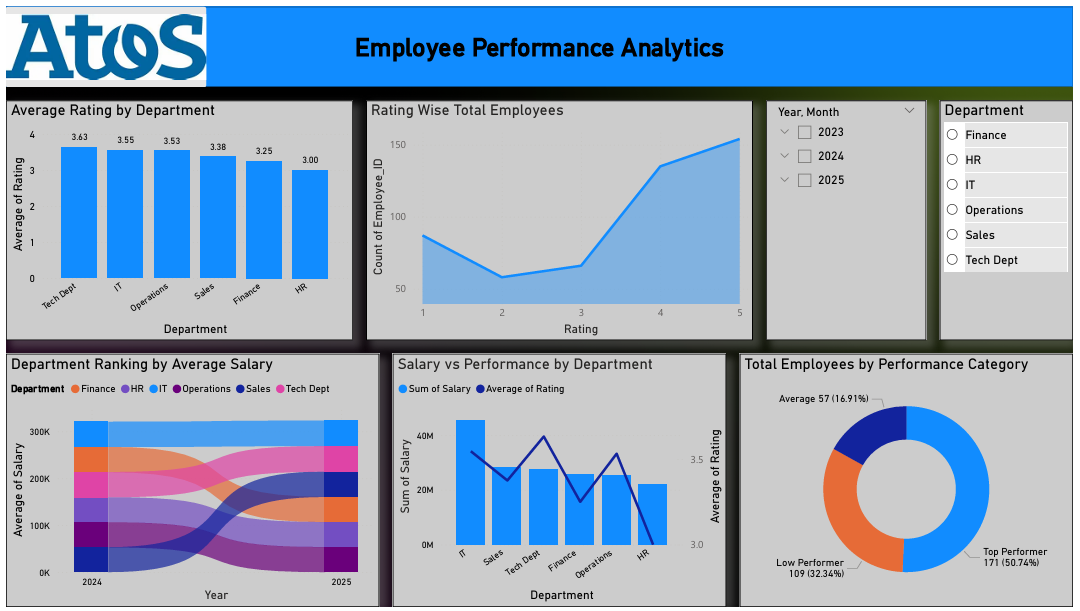 Atos
Employee Performance Analytics
Average Rating by Department
4
3
2
1
0
Average of Rating
3.63
3.55
3.53
3.38
3.25
3.00
Tech Dept
IT
Operations
Sales
Finance
HR
Department
Rating Wise Total Employees
150
100
50
Count of Employee_ID
1
2
3
4
5
Rating
Year, Month
2023
2024
2025
Department
Finance
HR
IT
Operations
Sales
Tech Dept
Department Ranking by Average Salary
Department Finance HR IT Operations Sales Tech Dept
300K
200K
100K
0K
Average of Salary
2024
2025
Year
Salary vs Performance by Department
Sum of Salary Average of Rating
40M
20M
0M
Sum of Salary
3.5
3.0
Average of Rating
IT
Sales
Tech Dept
Finance
Operations
HR
Department
Total Employees by Performance Category
Average 57 (16.91%)
Low Performer
109 (32.34%)
Top Performer
171 (50.74%)